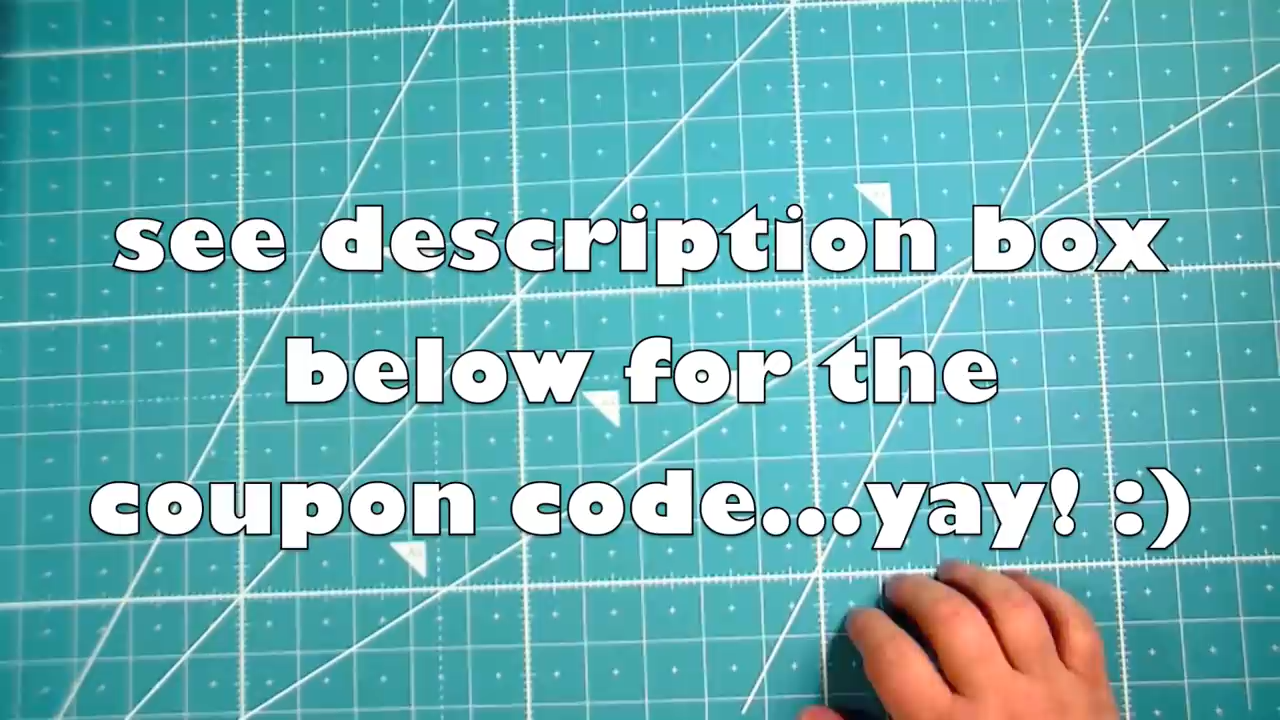 see description box
below for the
coupon code...yay! :)